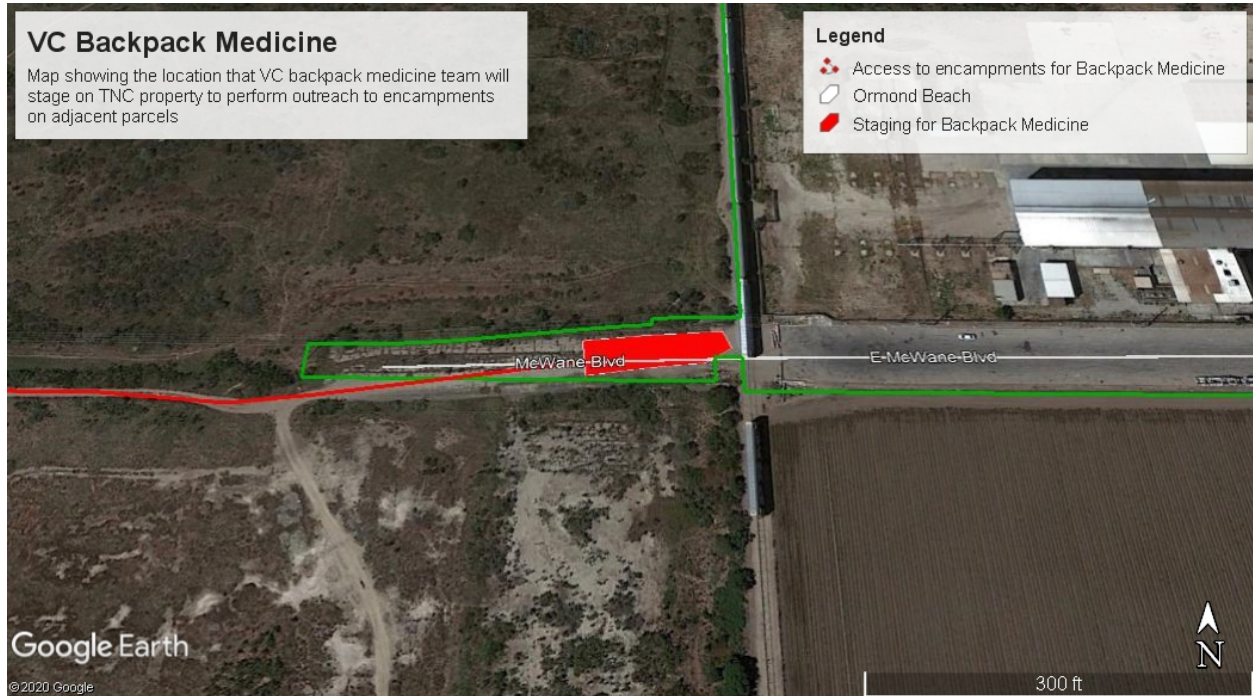 VC Backpack Medicine
Map showing the location that VC backpack medicine team will
stage on TNC property to perform outreach to encampments
on adjacent parcels
Legend
Access to encampments for Backpack Medicine
Ormond Beach
Staging for Backpack Medicine
McWane Blvd
E McWane Blvd
Google Earth
© 2020 Google
N
300 ft